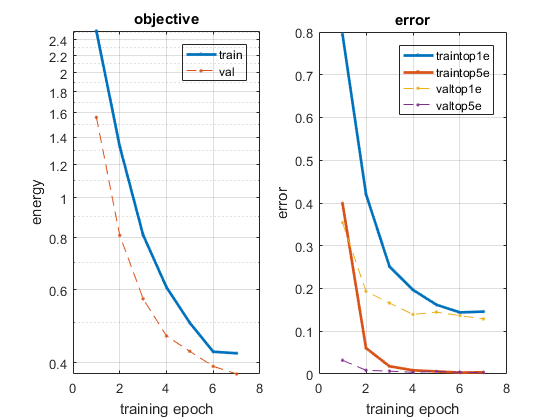 objective
energy
2.4
2.2
2
1.8
1.6
1.4
1.2
1
0.8
0.6
0.4
train
val
0 2 4 6 8
training epoch
error
error
0.8
0.7
0.6
0.5
0.4
0.3
0.2
0.1
0
traintop1e
traintop5e
valtop1e
valtop5e
0 2 4 6 8
training epoch